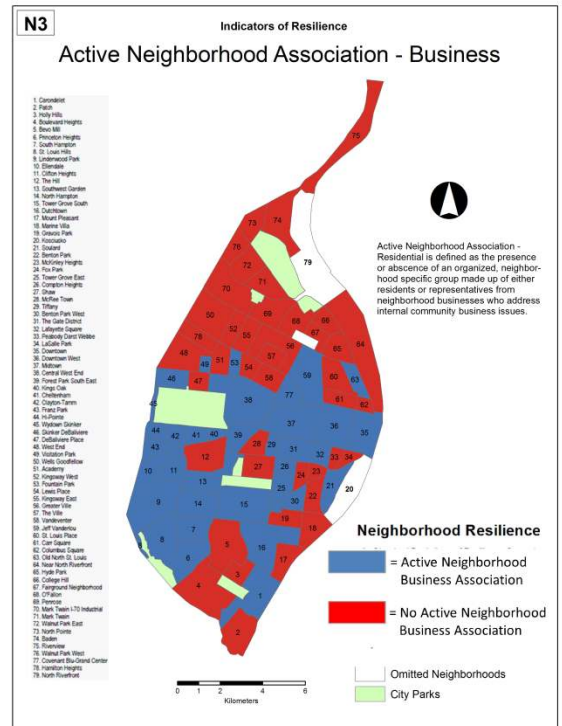 N3
Indicators of Resilience
Active Neighborhood Association - Business
1. Carondelet
2. Patch
3. Holly Hills
4. Boulevard Heights
5. Bevo Mill
6. Princeton Heights
7. South Hampton
8. St. Louis Hills
9. Lindenwood Park
10. Ellendale
11. Clifton Heights
12. The Hill
13. Southwest Garden
14. North Hampton
15. Tower Grove South
16. Dutchtown
17. Mount Pleasant
18. Marine Villa
19. Gravois Park
20. Kosciusko
21. Soulard
22. Benton Park
23. McKinley Heights
24. Fox Park
25. Tower Grove East
26. Compton Heights
27. Shaw
28. McRee Town
29. Tiffany
30. Benton Park West
31. The Gate District
32. Lafayette Square
33. Peabody Darst Webbe
34. LaSalle Park
35. Downtown
36. Downtown West
37. Midtown
38. Central West End
39. Forest Park South East
40. Kings Oak
41. Cheltenham
42. Clayton-Tamm
43. Franz Park
44. Hi-Pointe
45. Wydown Skinker
46. Skinker DeBaliviere
47. DeBaliviere Place
48. West End
49. Visitation Park
50. Wells Goodfellow
51. Academy
52. Kingsway West
53. Fountain Park
54. Lewis Place
55. Kingsway East
56. Greater Ville
57. The Ville
58. Vandeventer
59. Jeff Vanderlou
60. St. Louis Place
61. Carr Square
62. Columbus Square
63. Old North St. Louis
64. Near North Riverfront
65. Hyde Park
66. College Hill
67. Fairground Neighborhood
68. O'Fallon
69. Penrose
70. Mark Twain I-70 Industrial
71. Mark Twain
72. Walnut Park East
73. North Pointe
74. Baden
75. Riverview
76. Walnut Park West
77. Covenant Blu-Grand Center
78. Hamilton Heights
79. North Riverfront
75
73 74
76 79
72
71
70
69
50 68 66
67
78 52 55 56 65 64
48 57
49 51 53 54 59
46 47 58 60 63
38 77 61 62
45
37 36 35
44 42 41 40 39
43 28 29 31 32 33 34
10 11 12 27 26 23 20
13 24 21
9 14 15 25 30 22
19 18
8 5 16
7 6 17
4 3
1
2
Active Neighborhood Association -
Residential is defined as the presence
or abscence of an organized, neighbor-
hood specific group made up of either
residents or representatives from
neighborhood businesses who address
internal community business issues.
Neighborhood Resilience
= Active Neighborhood
Business Association
= No Active Neighborhood
Business Association
Omitted Neighborhoods
City Parks
0 1 2 4 6
Kilometers